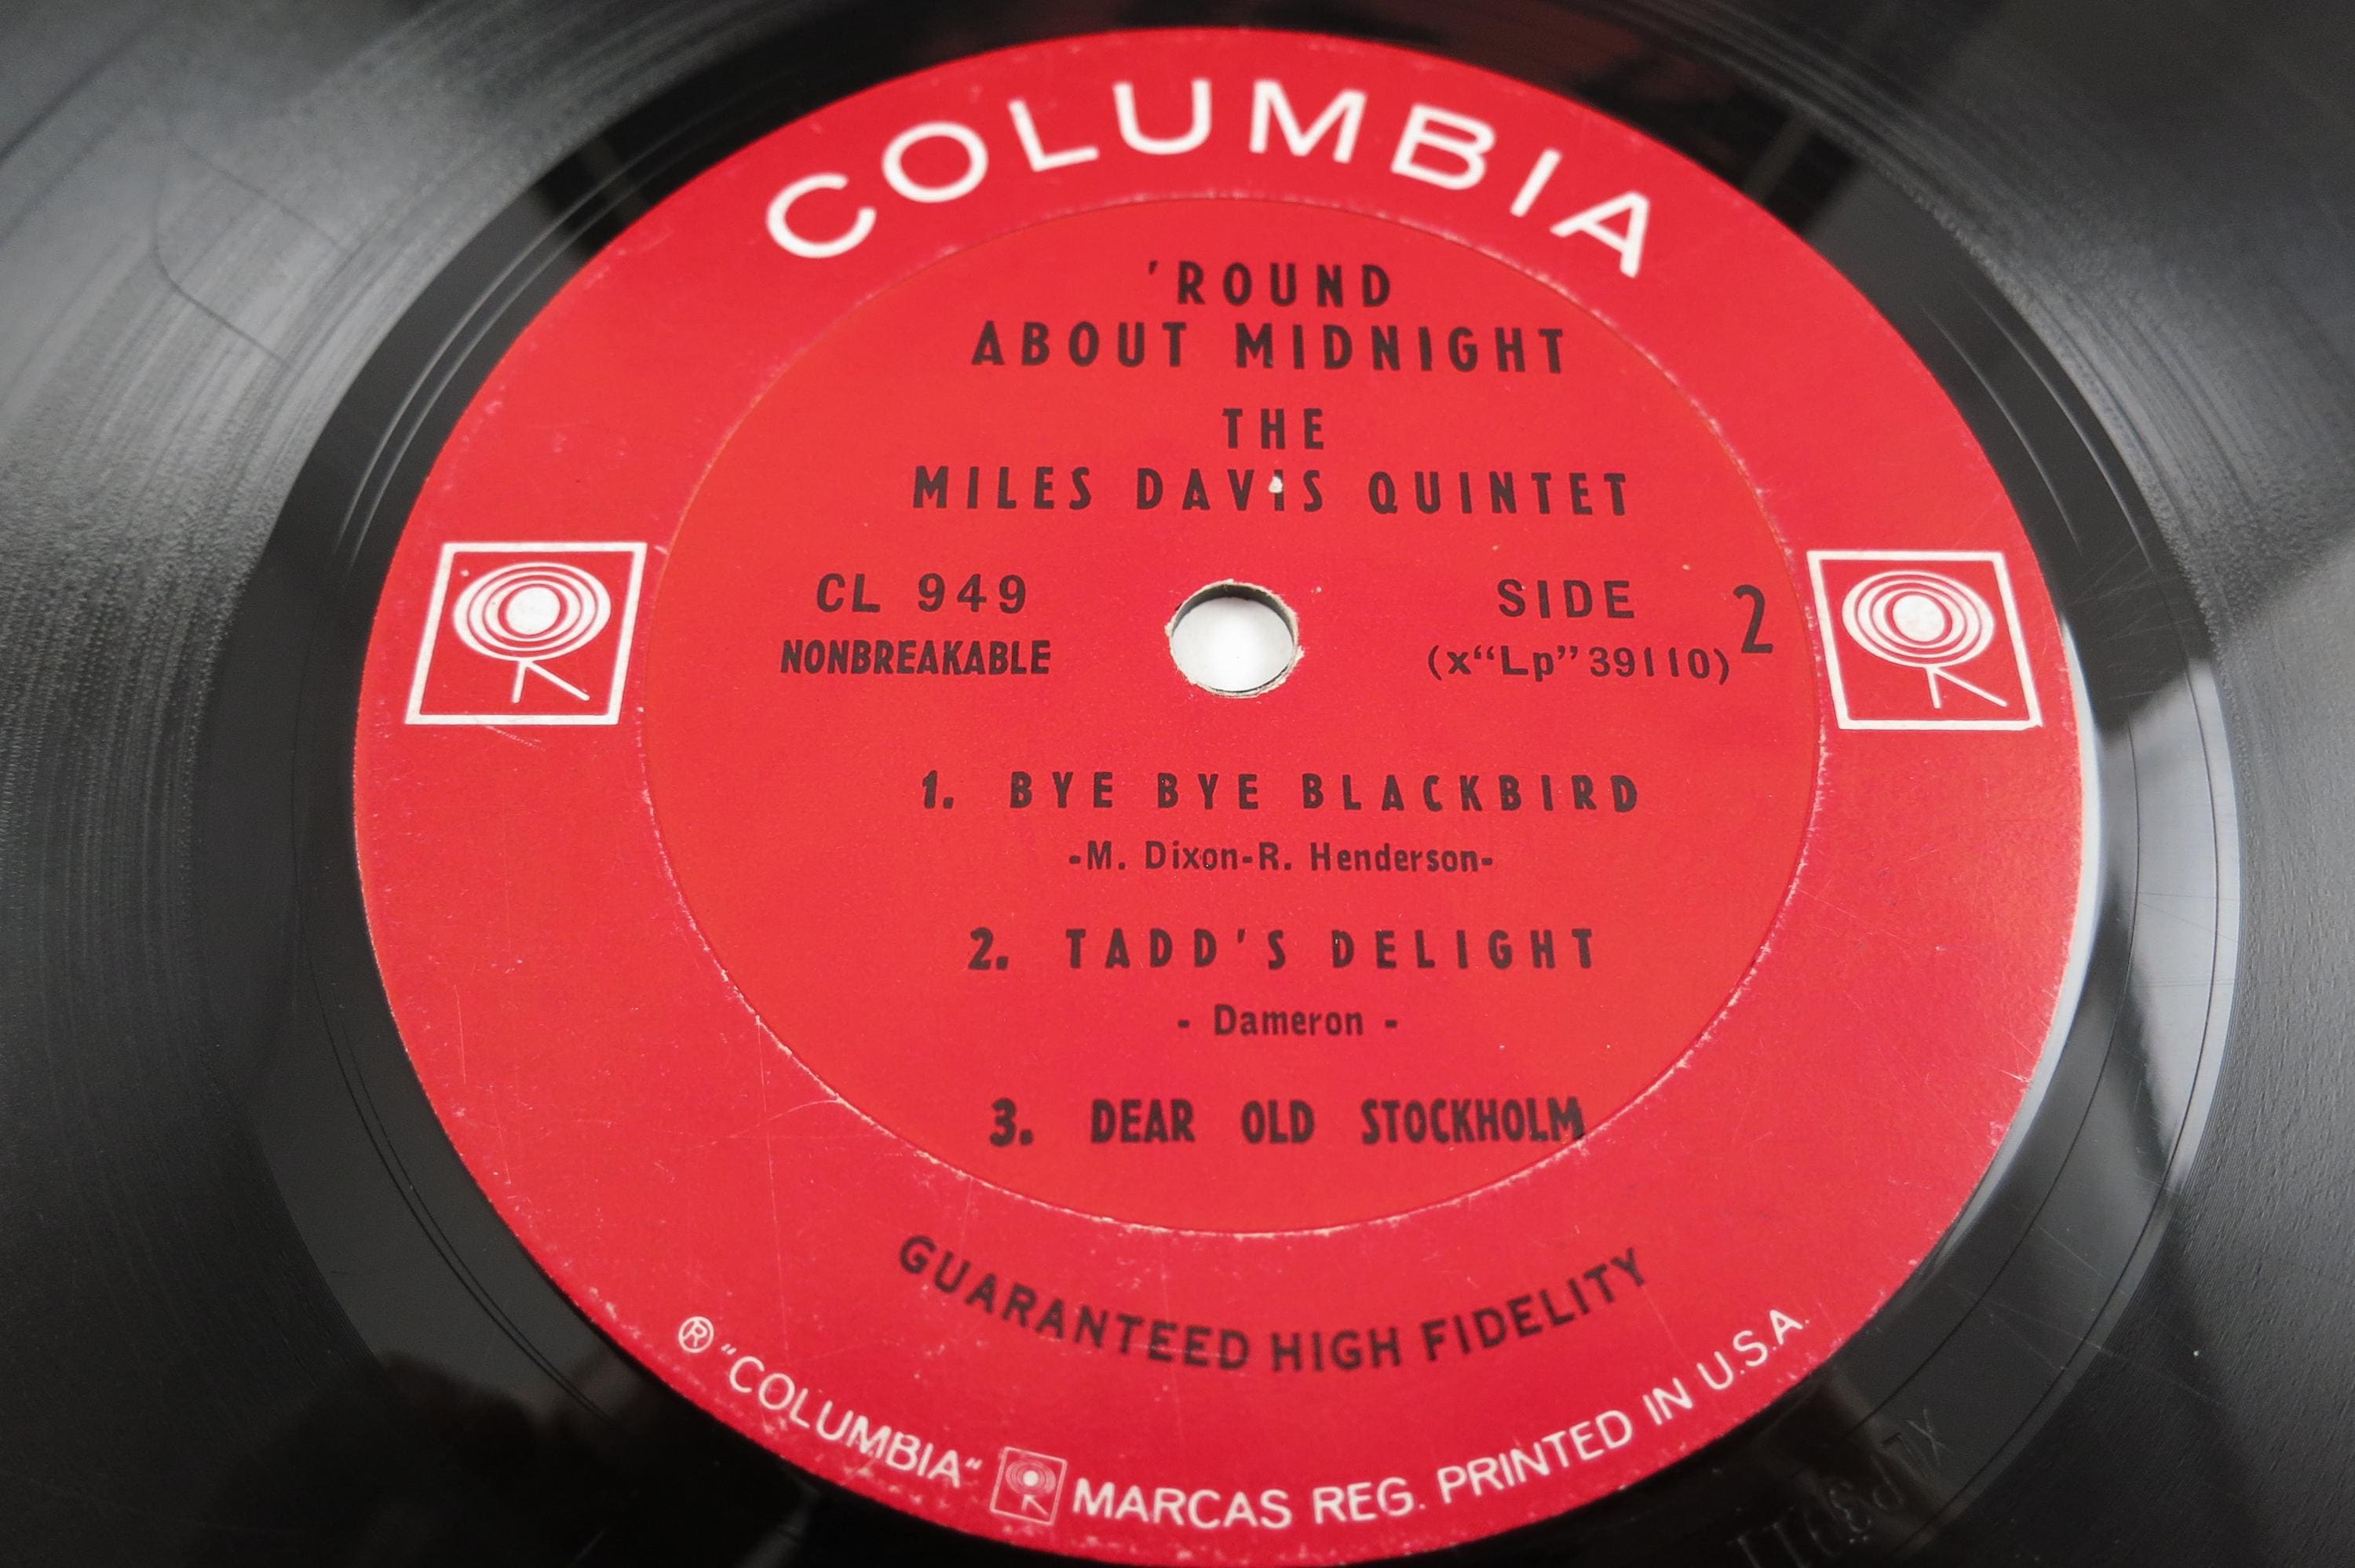 COLUMBIA
'ROUND
ABOUT MIDNIGHT
THE
MILES DAVIS QUINTET
CL 949
NONBREAKABLE
SIDE 2
(x“Lp” 39110)
1. BYE BYE BLACKBIRD
-M. Dixon-R. Henderson-
2. TADD'S DELIGHT
- Dameron -
3. DEAR OLD STOCKHOLM
GUARANTEED HIGH FIDELITY
® "COLUMBIA" MARCAS REG. PRINTED IN U.S.A.